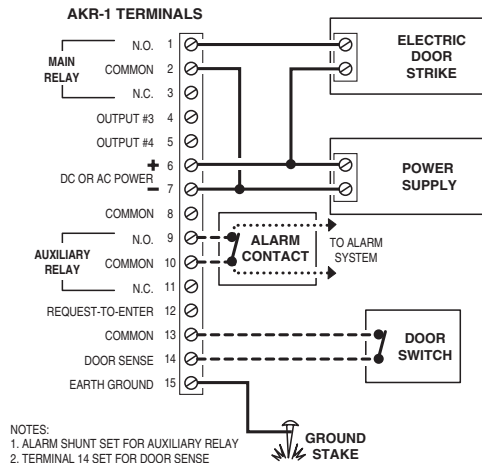 AKR-1 TERMINALS
MAIN
RELAY
N.O. 1
COMMON 2
N.C. 3
OUTPUT #3 4
OUTPUT #4 5
+ 6
DC OR AC POWER
– 7
COMMON 8
AUXILIARY
RELAY
N.O. 9
COMMON 10
N.C. 11
REQUEST-TO-ENTER 12
COMMON 13
DOOR SENSE 14
EARTH GROUND 15
ELECTRIC
DOOR
STRIKE
POWER
SUPPLY
ALARM
CONTACT
TO ALARM
SYSTEM
DOOR
SWITCH
GROUND
STAKE
NOTES:
1. ALARM SHUNT SET FOR AUXILIARY RELAY
2. TERMINAL 14 SET FOR DOOR SENSE